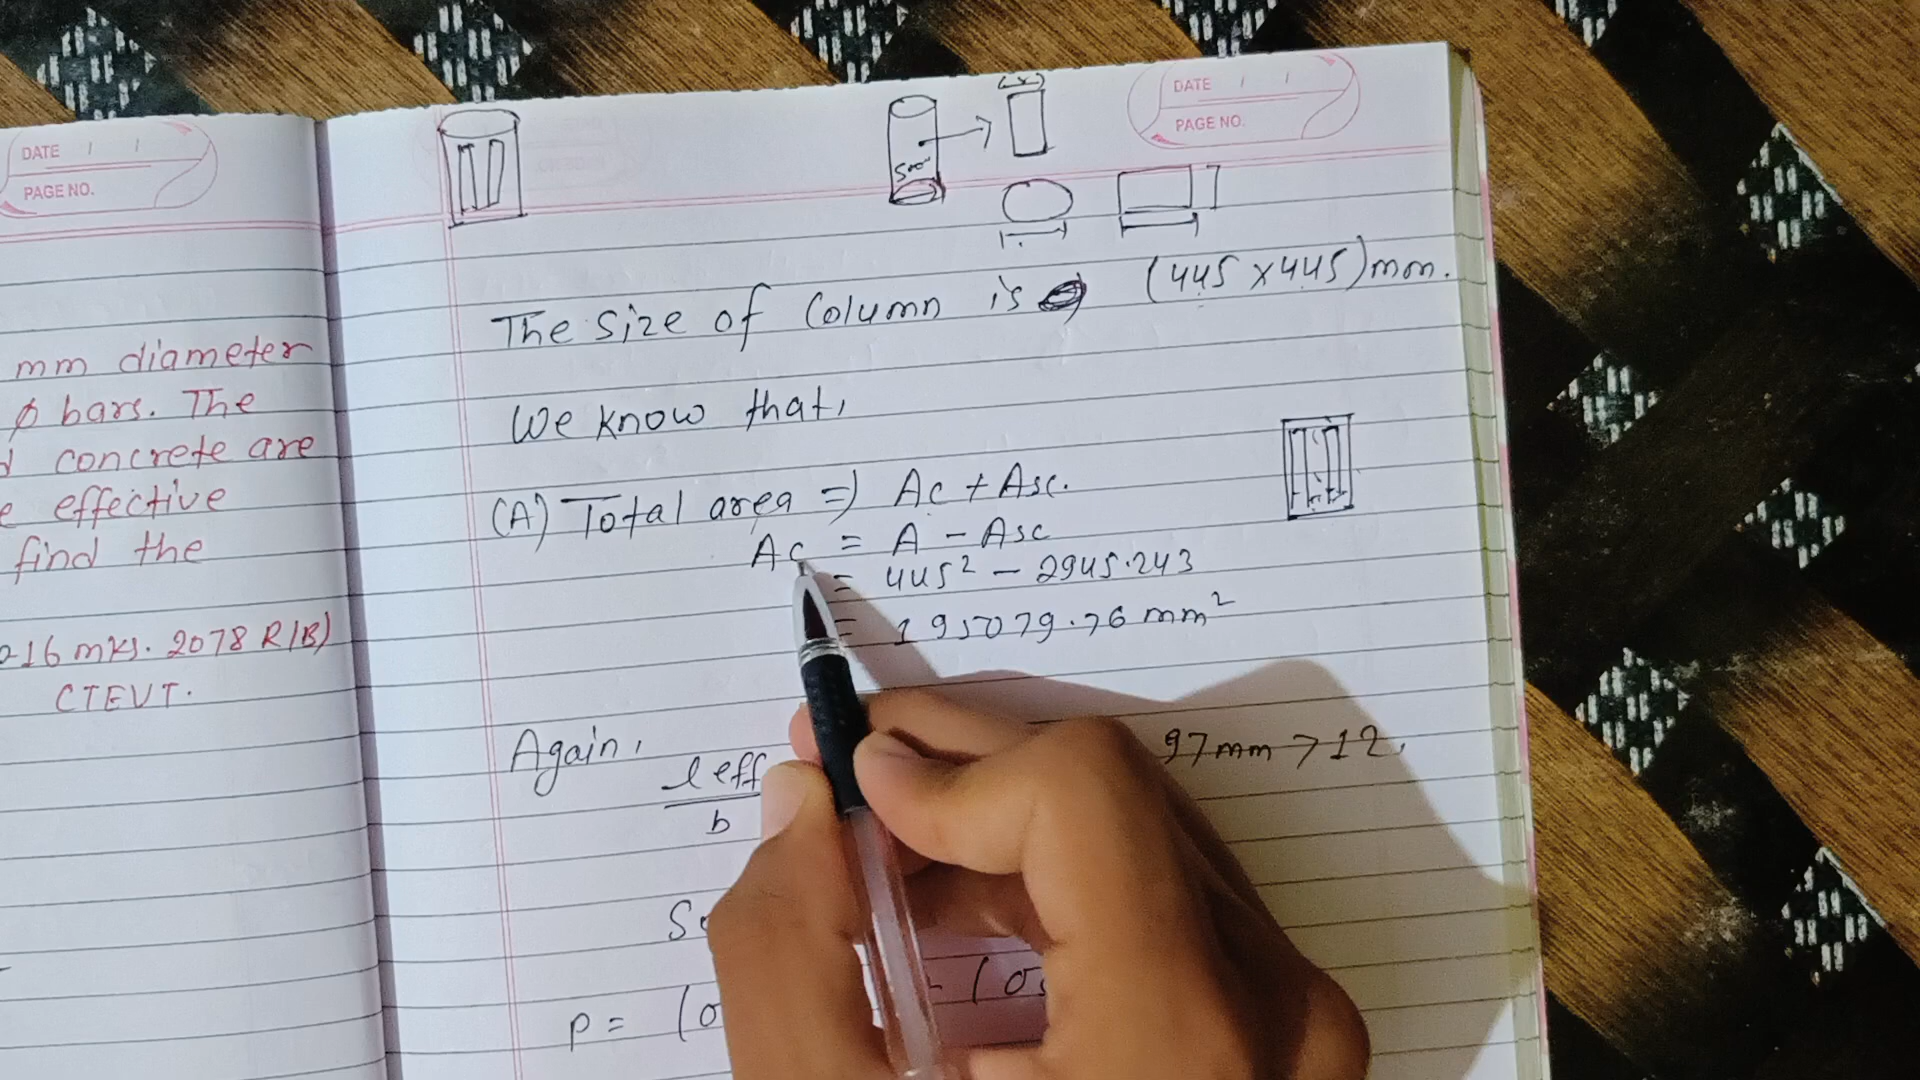 DATE / /
PAGE NO.
mm diameter
ø bars. The
d concrete are
e effective
find the
-16 mks. 2078 R/B)
CTEVT.
DATE / /
PAGE NO.
The Size of Column is (445 x 445)mm.
We know that,
(A) Total area => Ac + Asc.
Ac = A - Asc
= 445² - 2945.243
= 195079.76 mm²
Again,
l eff
b
97mm > 12.
P =